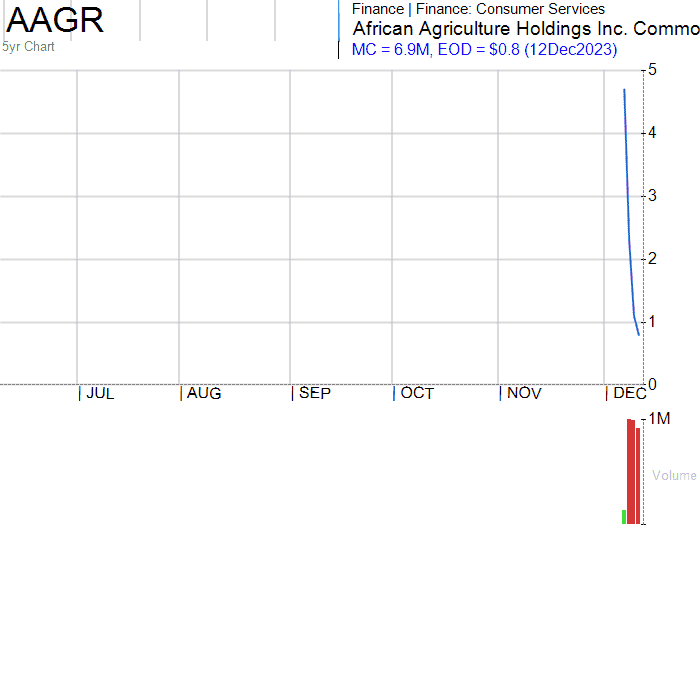 AAGR
5yr Chart
Finance | Finance: Consumer Services
African Agriculture Holdings Inc. Commo
MC = 6.9M, EOD = $0.8 (12Dec2023)
5
4
3
2
1
0
JUL AUG SEP OCT NOV DEC
1M
Volume